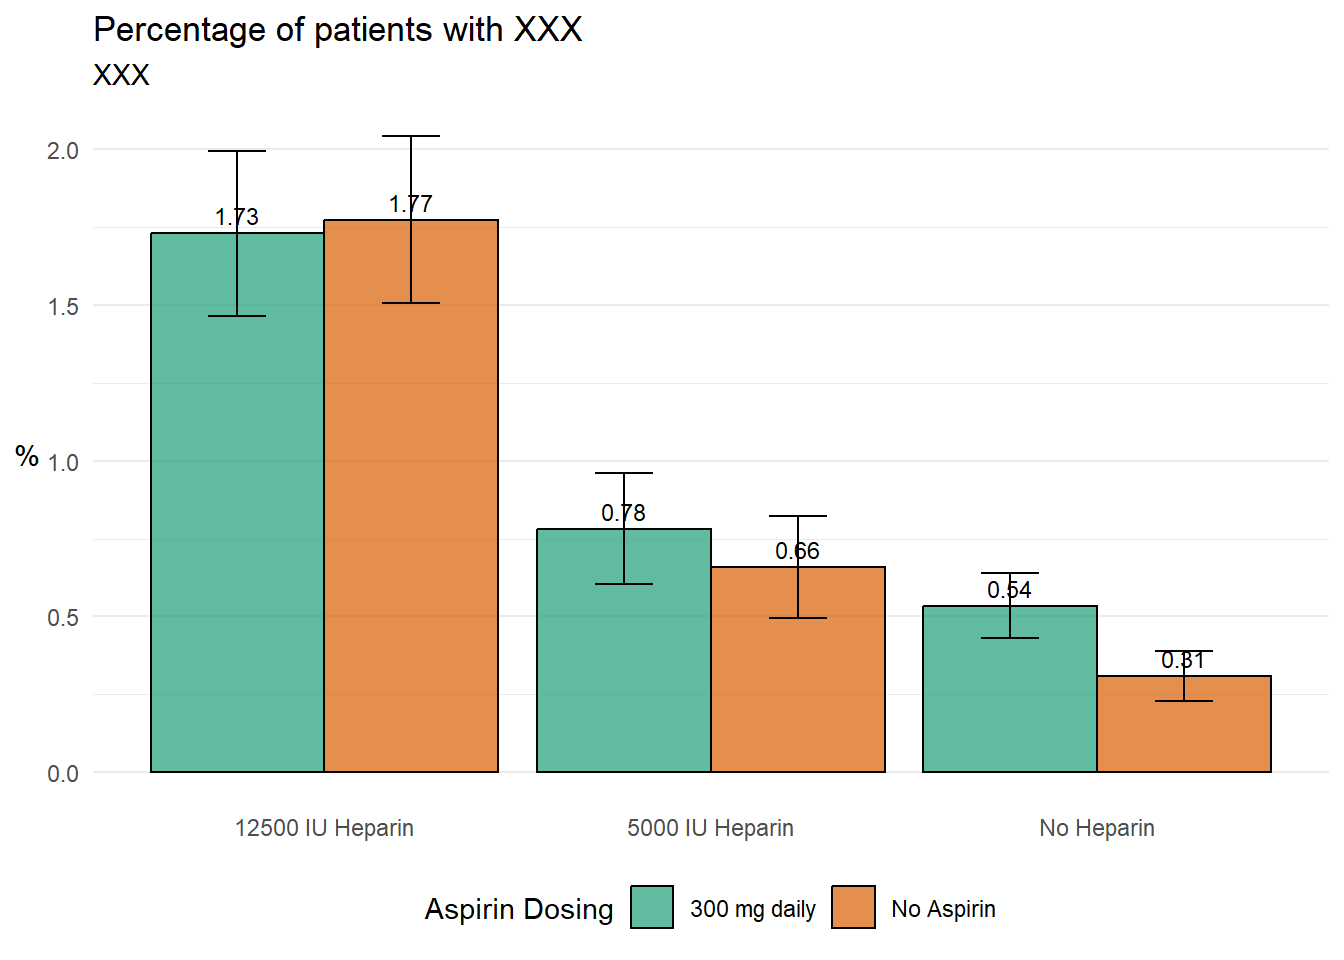 Percentage of patients with XXX
XXX
2.0
1.5
1.0
0.5
0.0
%
1.73
1.77
0.78
0.66
0.54
0.31
12500 IU Heparin
5000 IU Heparin
No Heparin
Aspirin Dosing
300 mg daily
No Aspirin